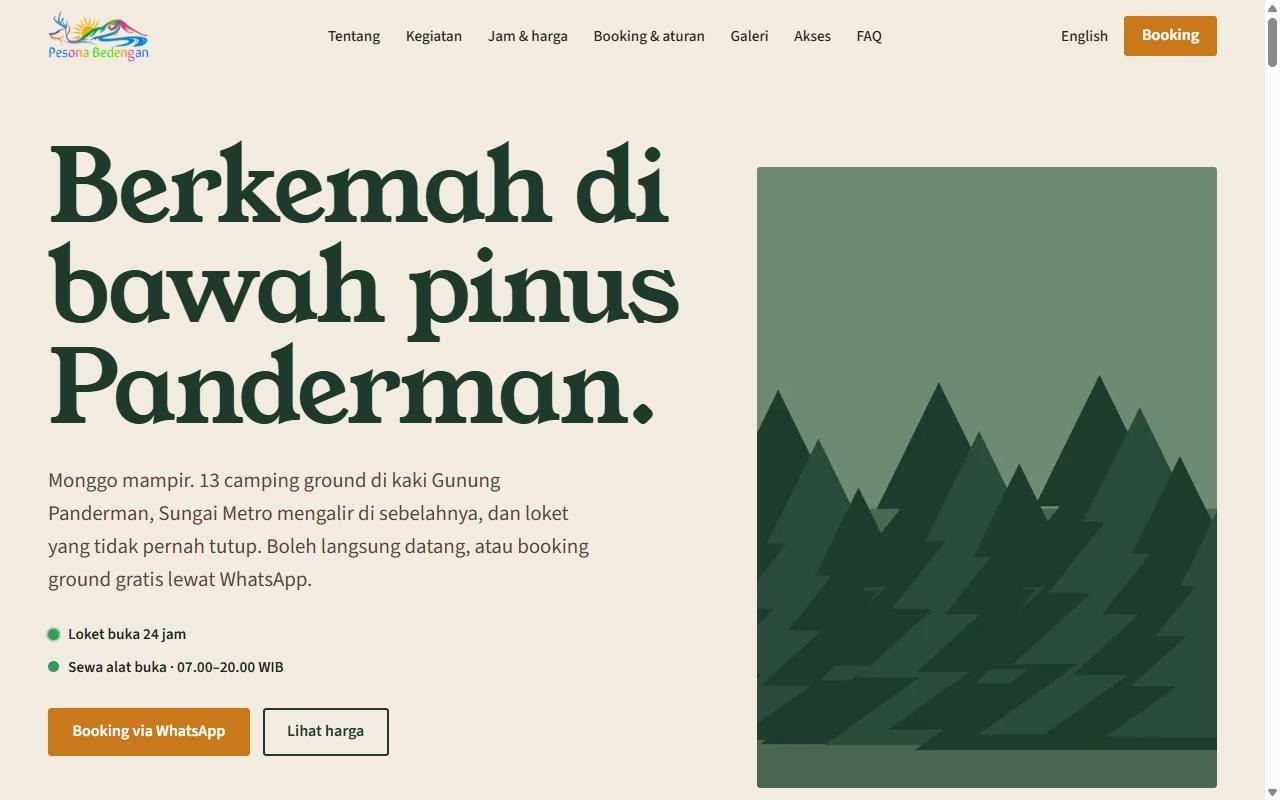 Pesona Bedengan
Tentang
Kegiatan
Jam & harga
Booking & aturan
Galeri
Akses
FAQ
English
Booking
Berkemah di
bawah pinus
Panderman.
Monggo mampir. 13 camping ground di kaki Gunung
Panderman, Sungai Metro mengalir di sebelahnya, dan loket
yang tidak pernah tutup. Boleh langsung datang, atau booking
ground gratis lewat WhatsApp.
Loket buka 24 jam
Sewa alat buka · 07.00–20.00 WIB
Booking via WhatsApp
Lihat harga